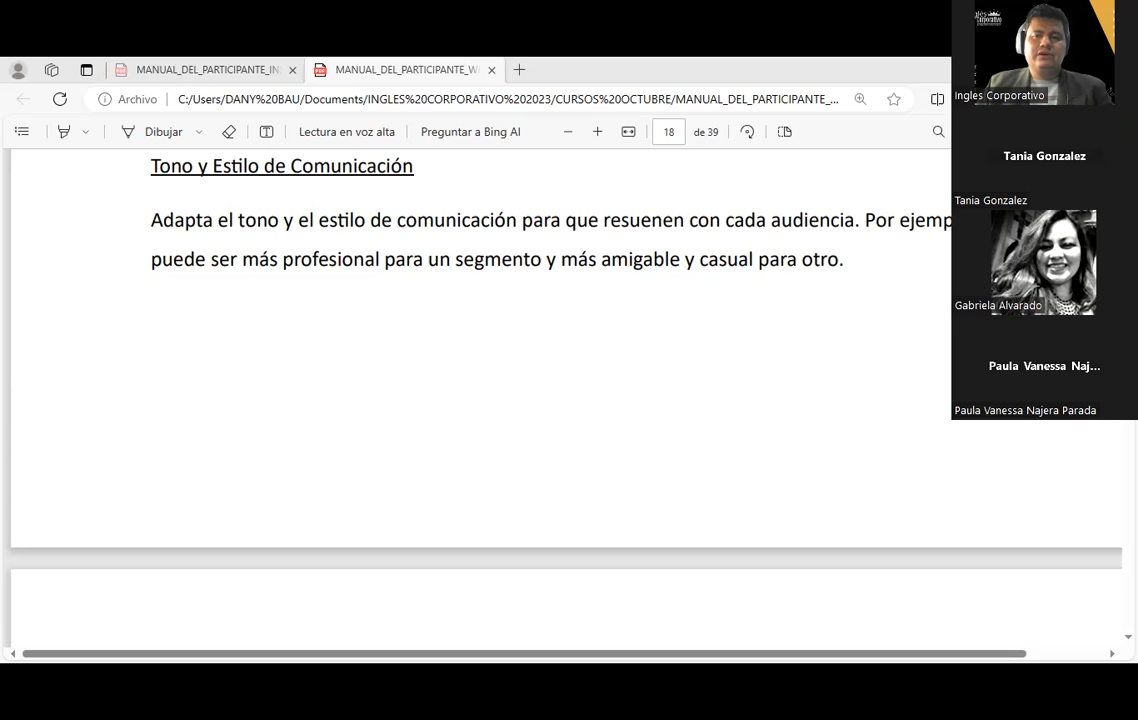 MANUAL_DEL_PARTICIPANTE_IN
MANUAL_DEL_PARTICIPANTE_W
Archivo
C:/Users/DANY%20BAU/Documents/INGLES%20CORPORATIVO%202023/CURSOS%20OCTUBRE/MANUAL_DEL_PARTICIPANTE_...
Dibujar
Lectura en voz alta
Preguntar a Bing AI
18
de 39
Tono y Estilo de Comunicación
Adapta el tono y el estilo de comunicación para que resuenen con cada audiencia. Por ejemp
puede ser más profesional para un segmento y más amigable y casual para otro.
Ingles Corporativo
Tania Gonzalez
Tania Gonzalez
Gabriela Alvarado
Paula Vanessa Naj...
Paula Vanessa Najera Parada